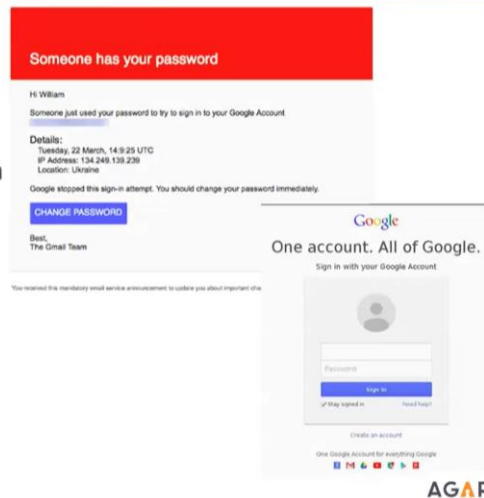 Someone has your password
Hi William
Someone just used your password to try to sign in to your Google Account
Details:
Tuesday, 22 March, 14:9:25 UTC
IP Address: 134.249.139.239
Location: Ukraine
Google stopped this sign-in attempt. You should change your password immediately.
CHANGE PASSWORD
Best,
The Gmail Team
You received this mandatory email service announcement to update you about important
Google
One account. All of Google.
Sign in with your Google Account
Password
Sign in
Stay signed in
Need help?
Create an account
One Google Account for everything Google
AGAR